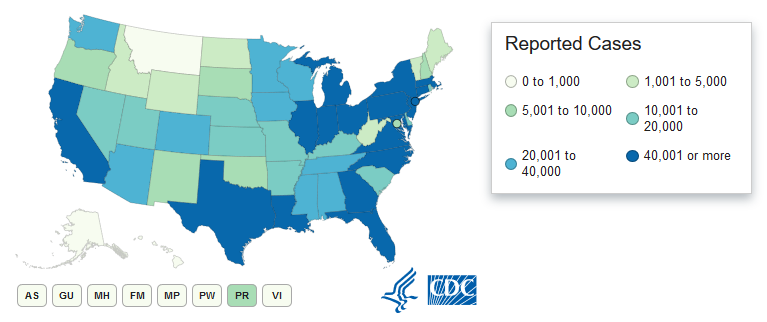 Reported Cases
0 to 1,000
1,001 to 5,000
5,001 to 10,000
10,001 to
20,000
20,001 to
40,000
40,001 or more
AS GU MH FM MP PW PR VI
CDC